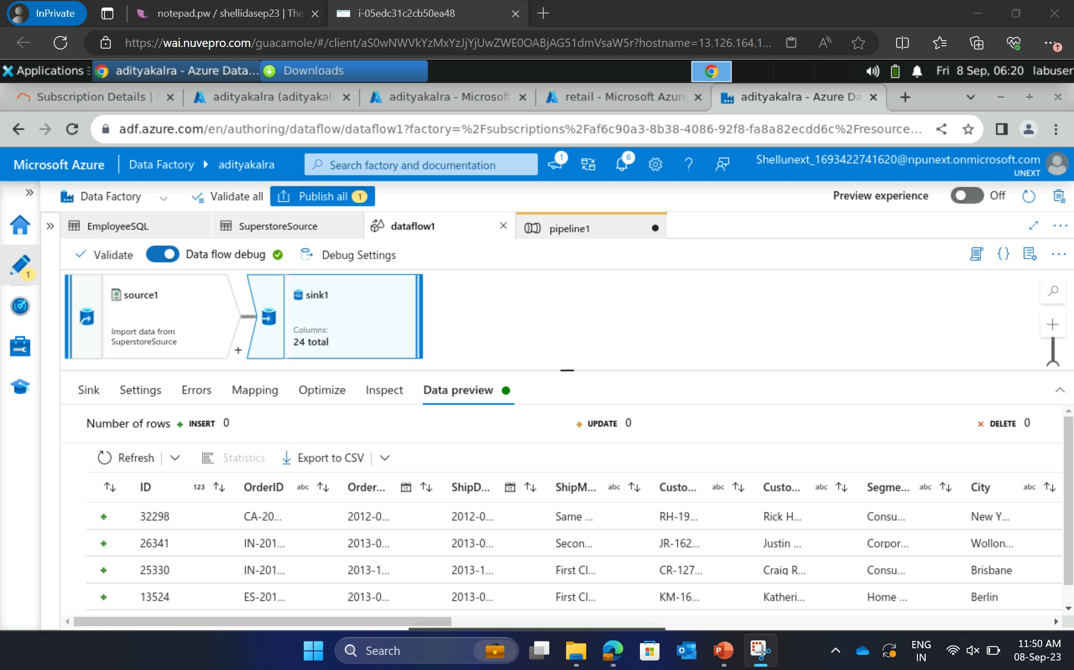 InPrivate
notepad.pw / shellidasep23 | The
i-05edc31c2cb50ea48
https://wai.nuvepro.com/guacamole/#/client/aS0wNWVkYzMxYzJjYjUwZWE0OABjAG51dmVsaW5r?hostname=13.126.164.1...
Applications
adityakalra - Azure Data...
Downloads
Fri 8 Sep, 06:20 labuser
Subscription Details |
adityakalra (adityakalr
adityakalra - Microsoft
retail - Microsoft Azure
adityakalra - Azure Da
adf.azure.com/en/authoring/dataflow/dataflow1?factory=%2Fsubscriptions%2Faf6c90a3-8b38-4086-92f8-fa8a82ecdd6c%2Fresource...
Microsoft Azure
Data Factory
adityakalra
Search factory and documentation
1
6
Shellunext_1693422741620@npunext.onmicrosoft.com
UNEXT
Data Factory
Validate all
Publish all 1
Preview experience
Off
EmployeeSQL
SuperstoreSource
dataflow1
pipeline1
1
Validate
Data flow debug
Debug Settings
source1
Import data from
SuperstoreSource
sink1
Columns:
24 total
Sink
Settings
Errors
Mapping
Optimize
Inspect
Data preview
Number of rows + INSERT 0
UPDATE 0
DELETE 0
Refresh
Statistics
Export to CSV
ID 123 OrderID abc Order... ShipD... ShipM... abc Custo... abc Custo... abc Segme... abc City abc
32298 CA-20... 2012-0... 2012-0... Same ... RH-19... Rick H... Consu... New Y...
26341 IN-201... 2013-0... 2013-0... Secon... JR-162... Justin ... Corpor... Wollon...
25330 IN-201... 2013-1... 2013-1... First Cl... CR-127... Craig R... Consu... Brisbane
13524 ES-201... 2013-0... 2013-0... First Cl... KM-16... Katheri... Home ... Berlin
Search
ENG
IN
11:50 AM
08-Sep-23